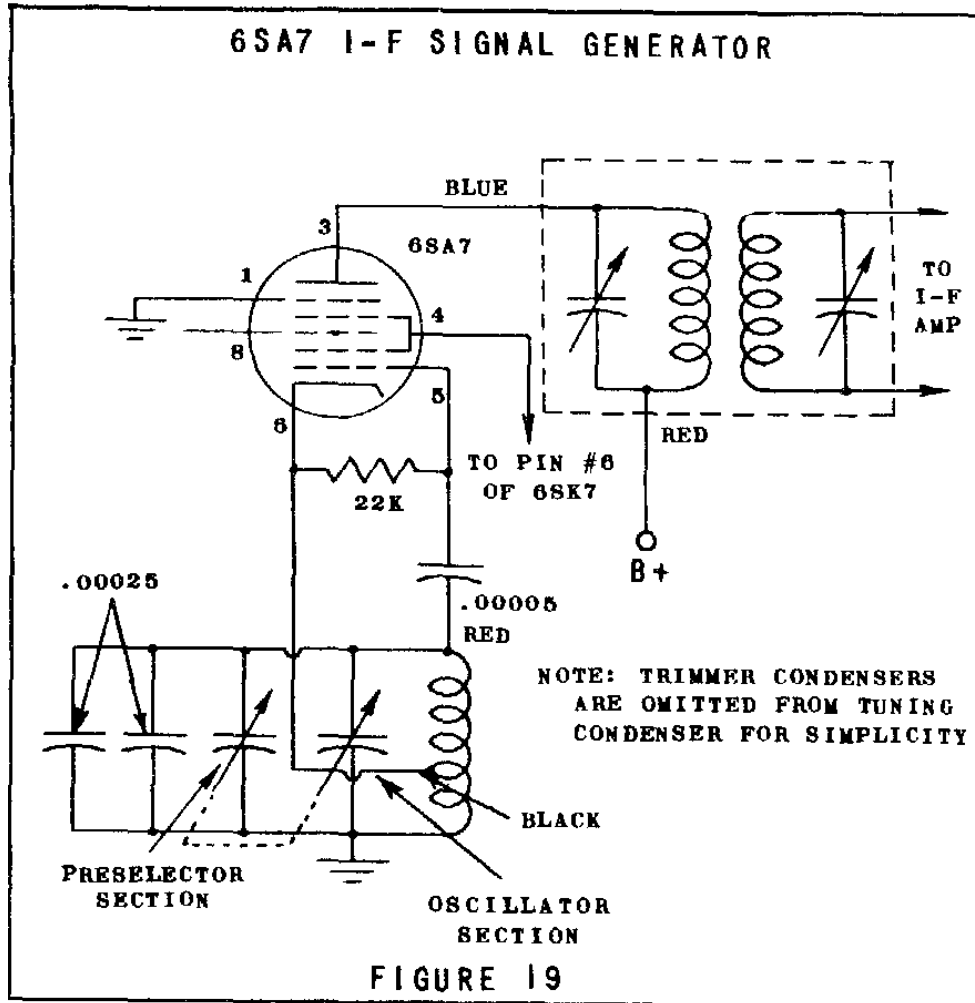 6SA7 I-F SIGNAL GENERATOR
BLUE
3
6SA7
1
4
8
5
6
TO
I-F
AMP
RED
TO PIN #6
OF 6SK7
22K
B+
.00025
.00005
RED
NOTE: TRIMMER CONDENSERS
ARE OMITTED FROM TUNING
CONDENSER FOR SIMPLICITY
BLACK
PRESELECTOR
SECTION
OSCILLATOR
SECTION
FIGURE 19